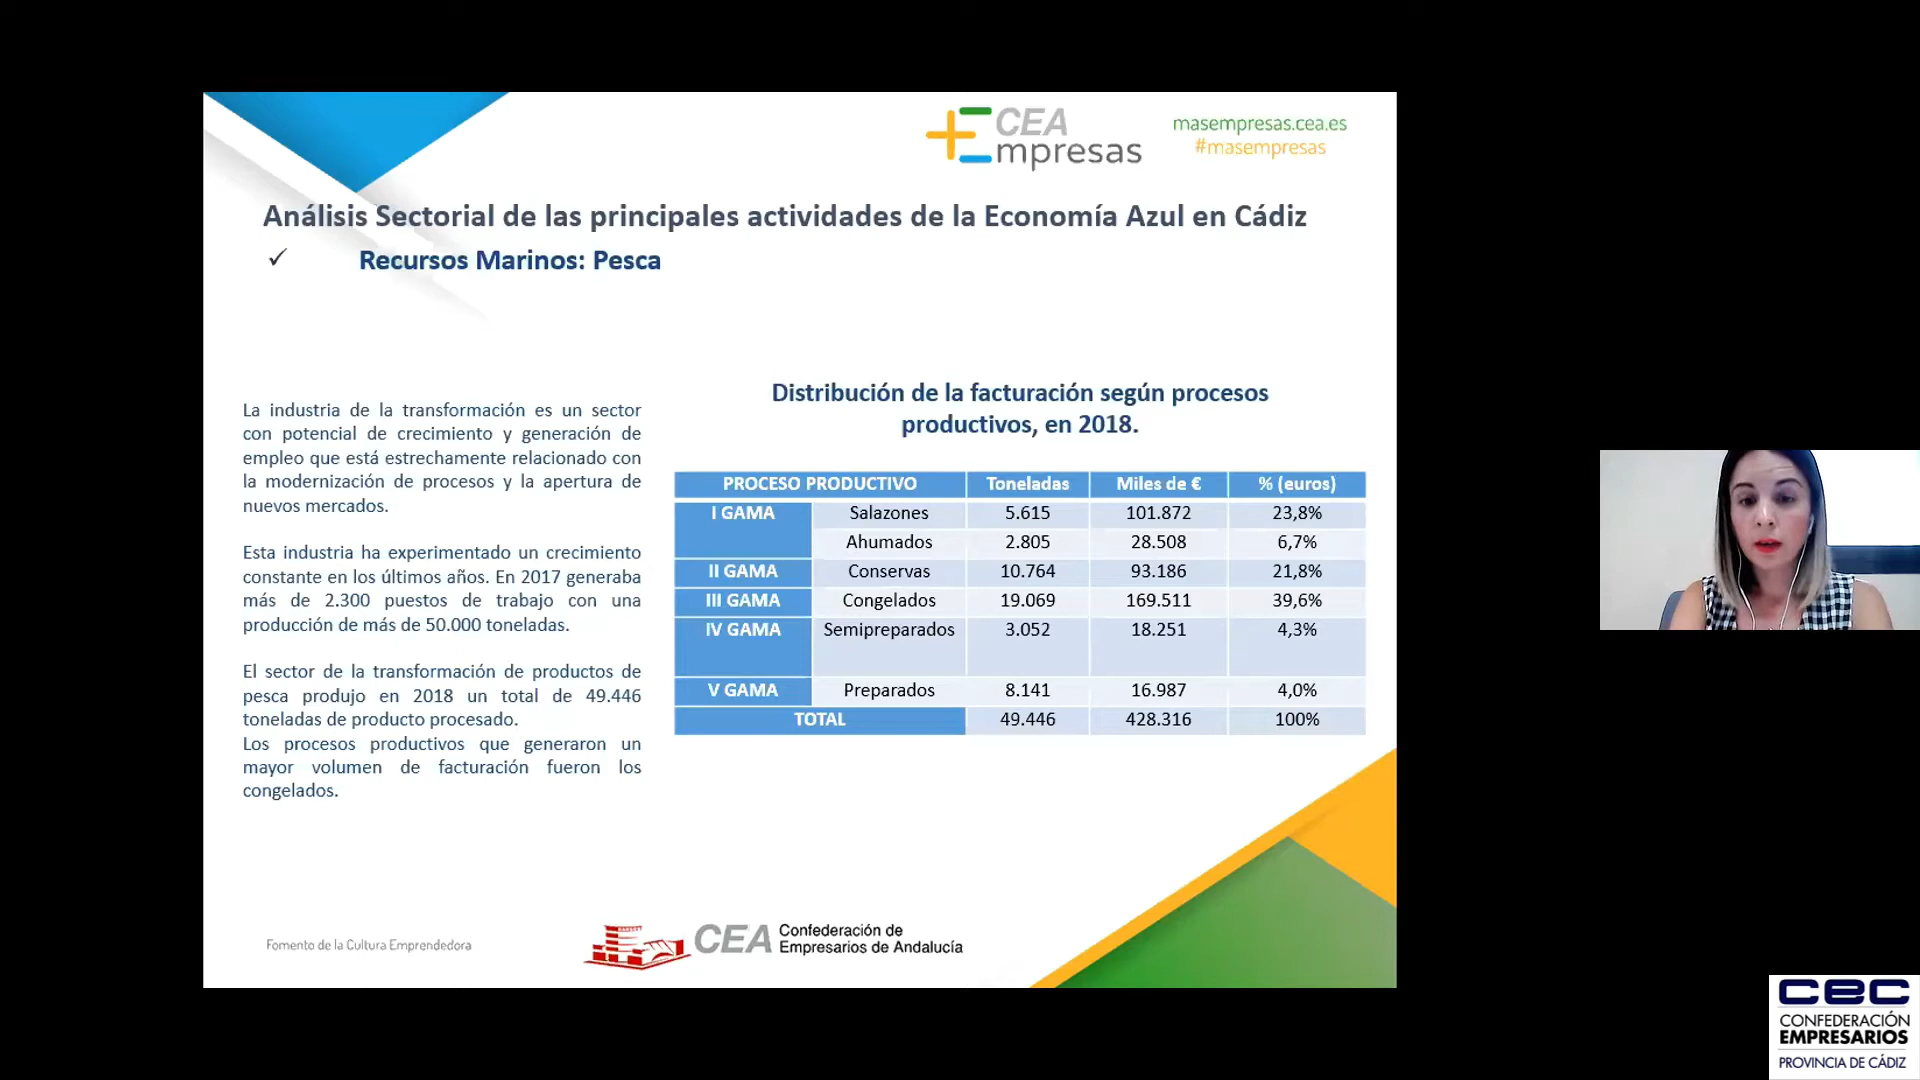 CEA
mpresas
masempresas.cea.es
#masempresas
Análisis Sectorial de las principales actividades de la Economía Azul en Cádiz
✓ Recursos Marinos: Pesca
La industria de la transformación es un sector
con potencial de crecimiento y generación de
empleo que está estrechamente relacionado con
la modernización de procesos y la apertura de
nuevos mercados.
Esta industria ha experimentado un crecimiento
constante en los últimos años. En 2017 generaba
más de 2.300 puestos de trabajo con una
producción de más de 50.000 toneladas.
El sector de la transformación de productos de
pesca produjo en 2018 un total de 49.446
toneladas de producto procesado.
Los procesos productivos que generaron un
mayor volumen de facturación fueron los
congelados.
Distribución de la facturación según procesos
productivos, en 2018.
PROCESO PRODUCTIVO Toneladas Miles de € % (euros)
I GAMA Salazones 5.615 101.872 23,8%
Ahumados 2.805 28.508 6,7%
II GAMA Conservas 10.764 93.186 21,8%
III GAMA Congelados 19.069 169.511 39,6%
IV GAMA Semipreparados 3.052 18.251 4,3%
V GAMA Preparados 8.141 16.987 4,0%
TOTAL 49.446 428.316 100%
Fomento de la Cultura Emprendedora
CEA Confederación de
Empresarios de Andalucía
cec
CONFEDERACIÓN
EMPRESARIOS
PROVINCIA DE CÁDIZ